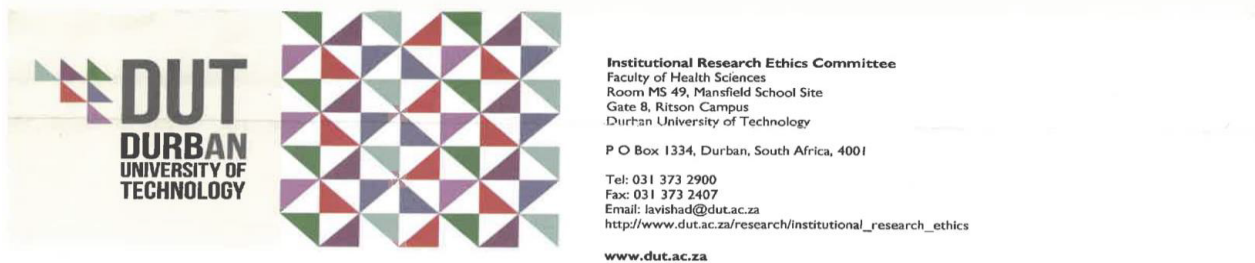 DUT
DURBAN
UNIVERSITY OF
TECHNOLOGY
Institutional Research Ethics Committee
Faculty of Health Sciences
Room MS 49, Mansfield School Site
Gate 8, Ritson Campus
Durban University of Technology
P O Box 1334, Durban, South Africa, 4001
Tel: 031 373 2900
Fax: 031 373 2407
Email: lavishad@dut.ac.za
http://www.dut.ac.za/research/institutional_research_ethics
www.dut.ac.za